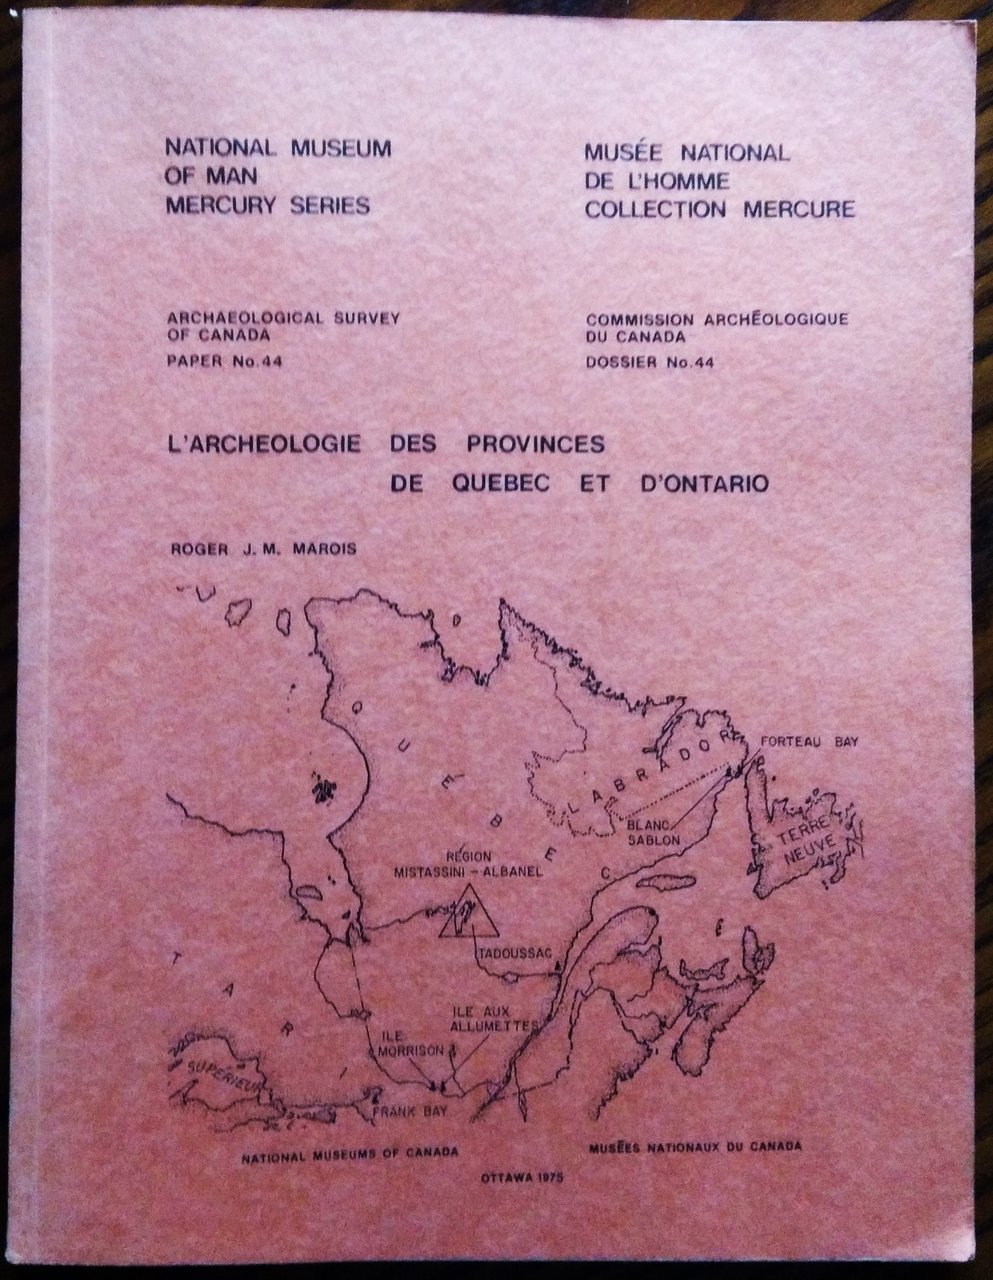 NATIONAL MUSEUM
OF MAN
MERCURY SERIES
MUSÉE NATIONAL
DE L'HOMME
COLLECTION MERCURE
ARCHAEOLOGICAL SURVEY
OF CANADA
PAPER No.44
COMMISSION ARCHÉOLOGIQUE
DU CANADA
DOSSIER No.44
L'ARCHEOLOGIE DES PROVINCES
DE QUEBEC ET D'ONTARIO
ROGER J. M. MAROIS
QUEBEC
LABRADOR
FORTEAU BAY
BLANC
SABLON
TERRE
NEUVE
RÉGION
MISTASSINI - ALBANEL
TADOUSSAC
ILE AUX
ALLUMETTES
ILE
MORRISON
TARI
SUPÉRIEUR
FRANK BAY
NATIONAL MUSEUMS OF CANADA
MUSÉES NATIONAUX DU CANADA
OTTAWA 1975